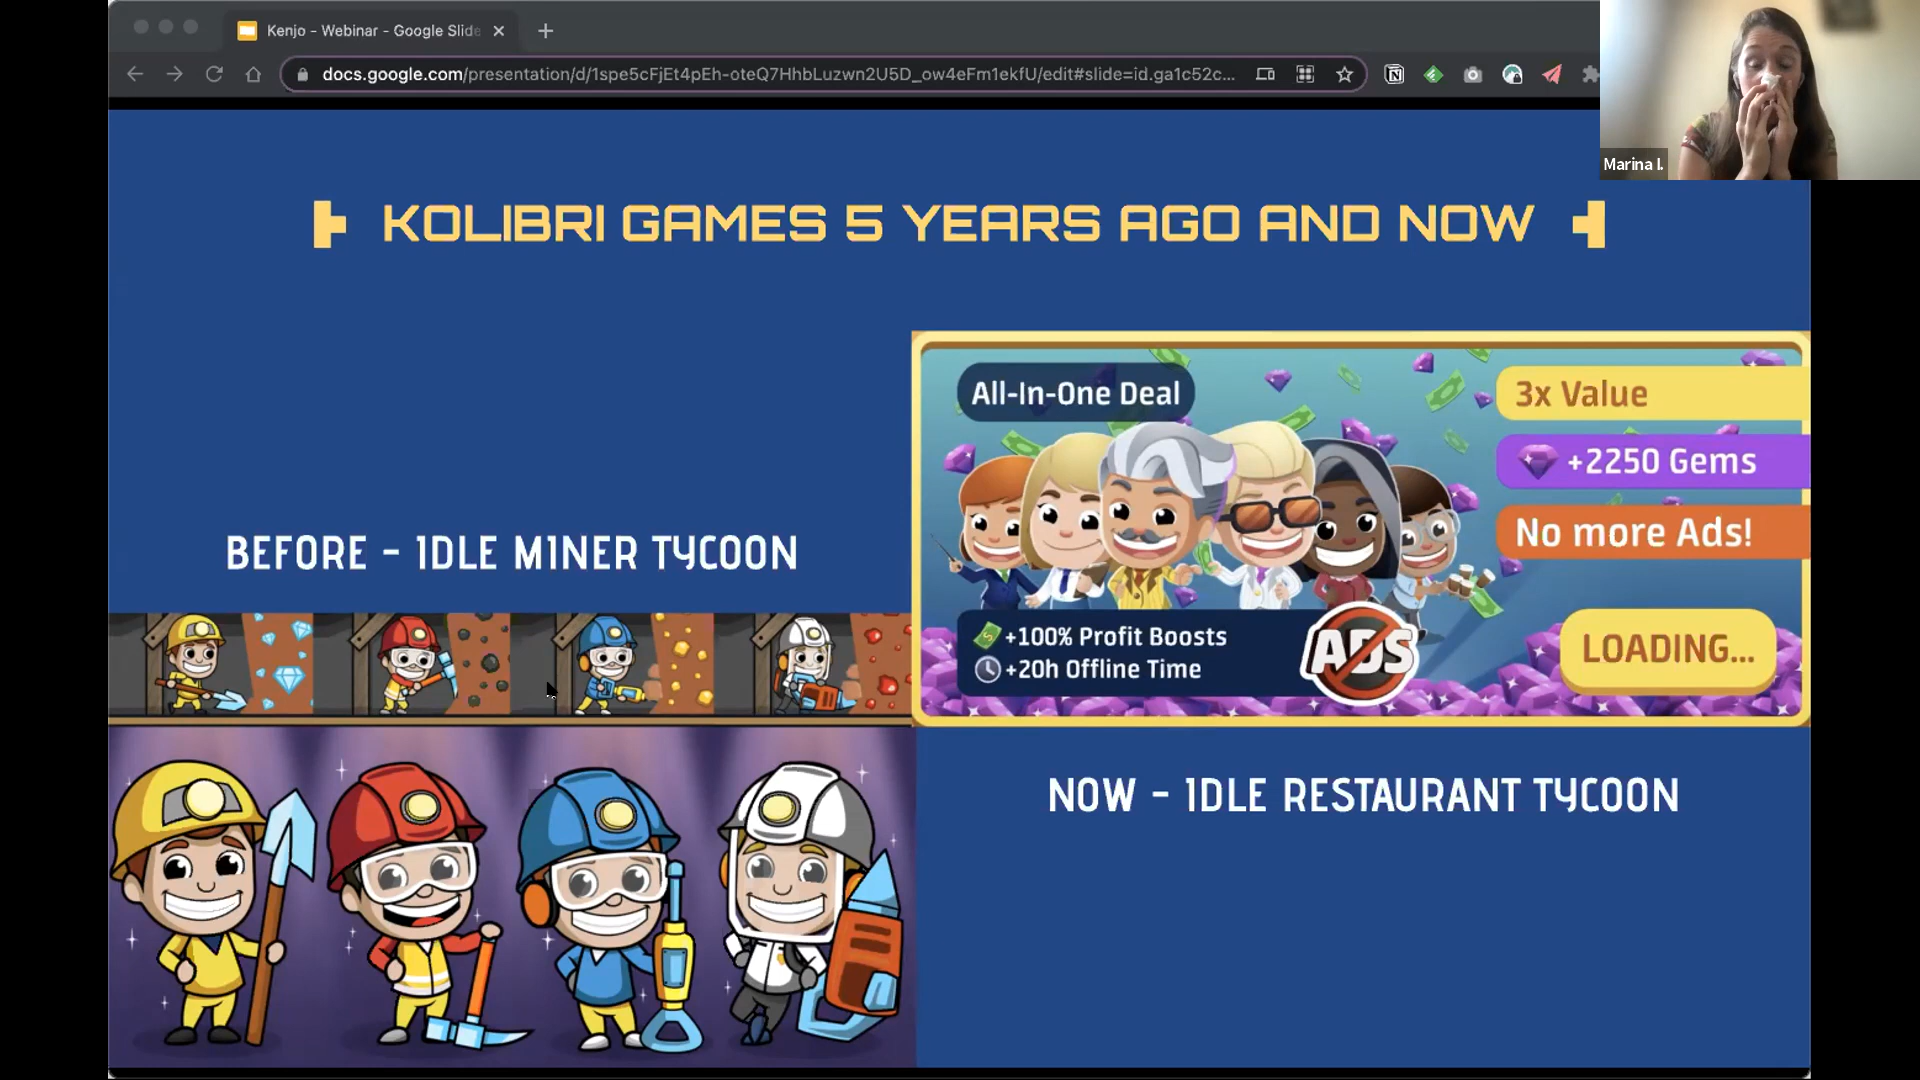 Kenjo - Webinar - Google Slide
docs.google.com/presentation/d/1spe5cFjEt4pEh-oteQ7HhbLuzwn2U5D_ow4eFm1ekfU/edit#slide=id.ga1c52c...
Marina I.
KOLIBRI GAMES 5 YEARS AGO AND NOW
All-In-One Deal
3x Value
+2250 Gems
No more Ads!
BEFORE - IDLE MINER TYCOON
+100% Profit Boosts
+20h Offline Time
ADS
LOADING...
NOW - IDLE RESTAURANT TYCOON